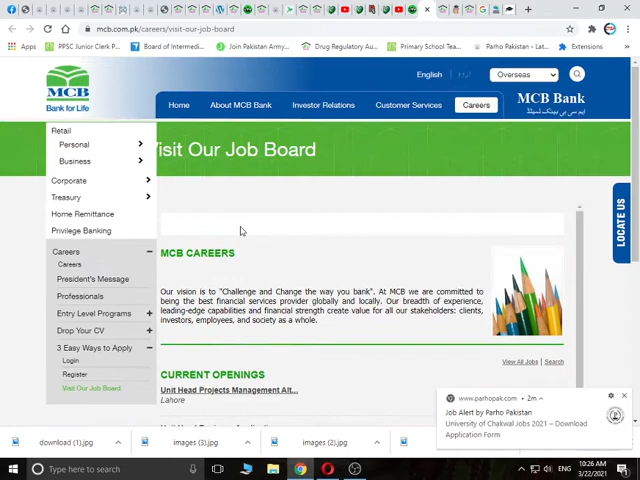 mcb.com.pk/careers/visit-our-job-board
Apps
PPSC Junior Clerk P...
Board of Intermedi...
Join Pakistan Army...
Drug Regulatory Au...
Primary School Tea...
Parho Pakistan - Lat...
Extensions
MCB
Bank for Life
English
اردو
Overseas
Home
About MCB Bank
Investor Relations
Customer Services
Careers
MCB Bank
ایم سی بی بینک لمیٹڈ
Visit Our Job Board
Retail
Personal
Business
Corporate
Treasury
Home Remittance
Privilege Banking
Careers
Careers
President's Message
Professionals
Entry Level Programs
Drop Your CV
3 Easy Ways to Apply
Login
Register
Visit Our Job Board
LOCATE US
MCB CAREERS
Our vision is to "Challenge and Change the way you bank". At MCB we are committed to
being the best financial services provider globally and locally. Our breadth of experience,
leading-edge capabilities and financial strength create value for all our stakeholders: clients,
investors, employees, and society as a whole.
View All Jobs | Search
CURRENT OPENINGS
Unit Head Projects Management Alt...
Lahore
www.parhopak.com • 2m
Job Alert by Parho Pakistan
University of Chakwal Jobs 2021 – Download
Application Form
download (1).jpg
images (3).jpg
images (2).jpg
Type here to search
ENG
10:26 AM
3/22/2021